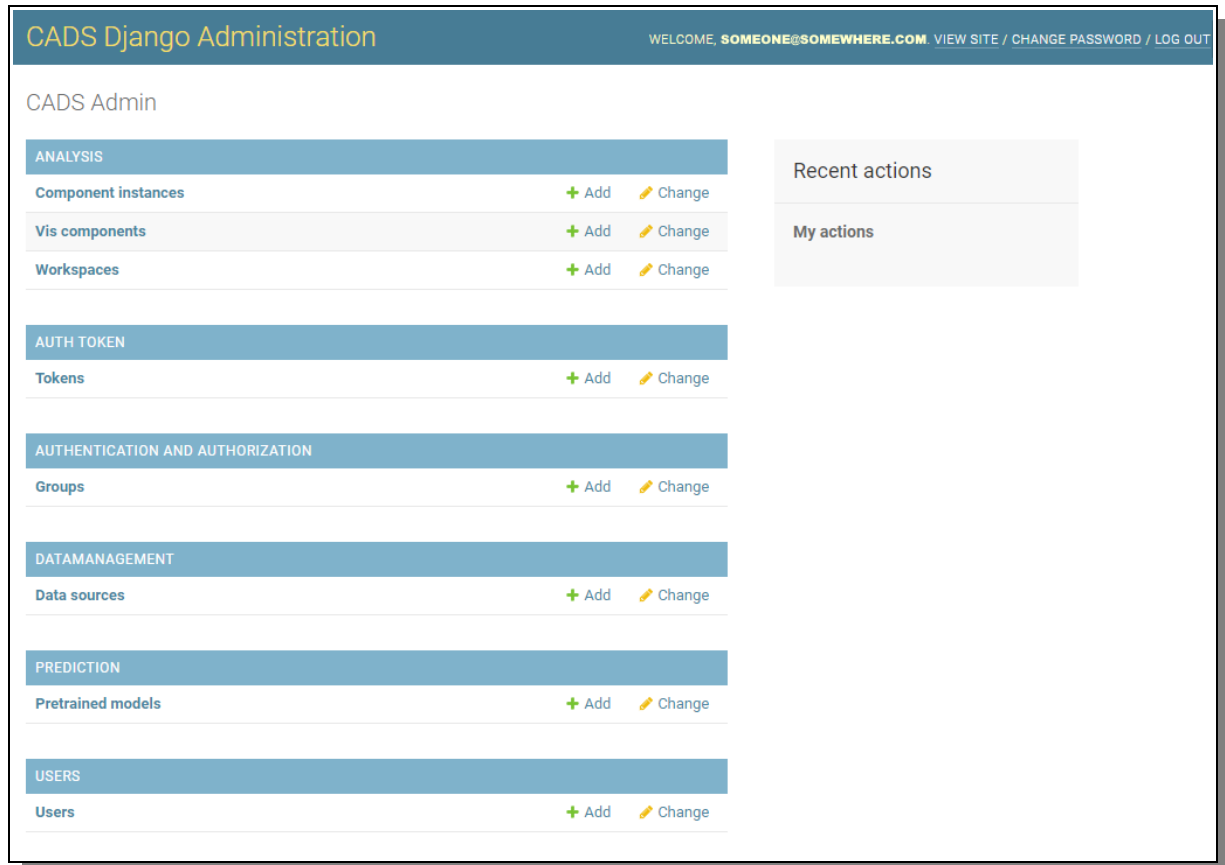 CADS Django Administration
WELCOME, SOMEONE@SOMEWHERE.COM. VIEW SITE / CHANGE PASSWORD / LOG OUT
CADS Admin
ANALYSIS
Component instances Add Change
Vis components Add Change
Workspaces Add Change
AUTH TOKEN
Tokens Add Change
AUTHENTICATION AND AUTHORIZATION
Groups Add Change
DATAMANAGEMENT
Data sources Add Change
PREDICTION
Pretrained models Add Change
USERS
Users Add Change
Recent actions
My actions